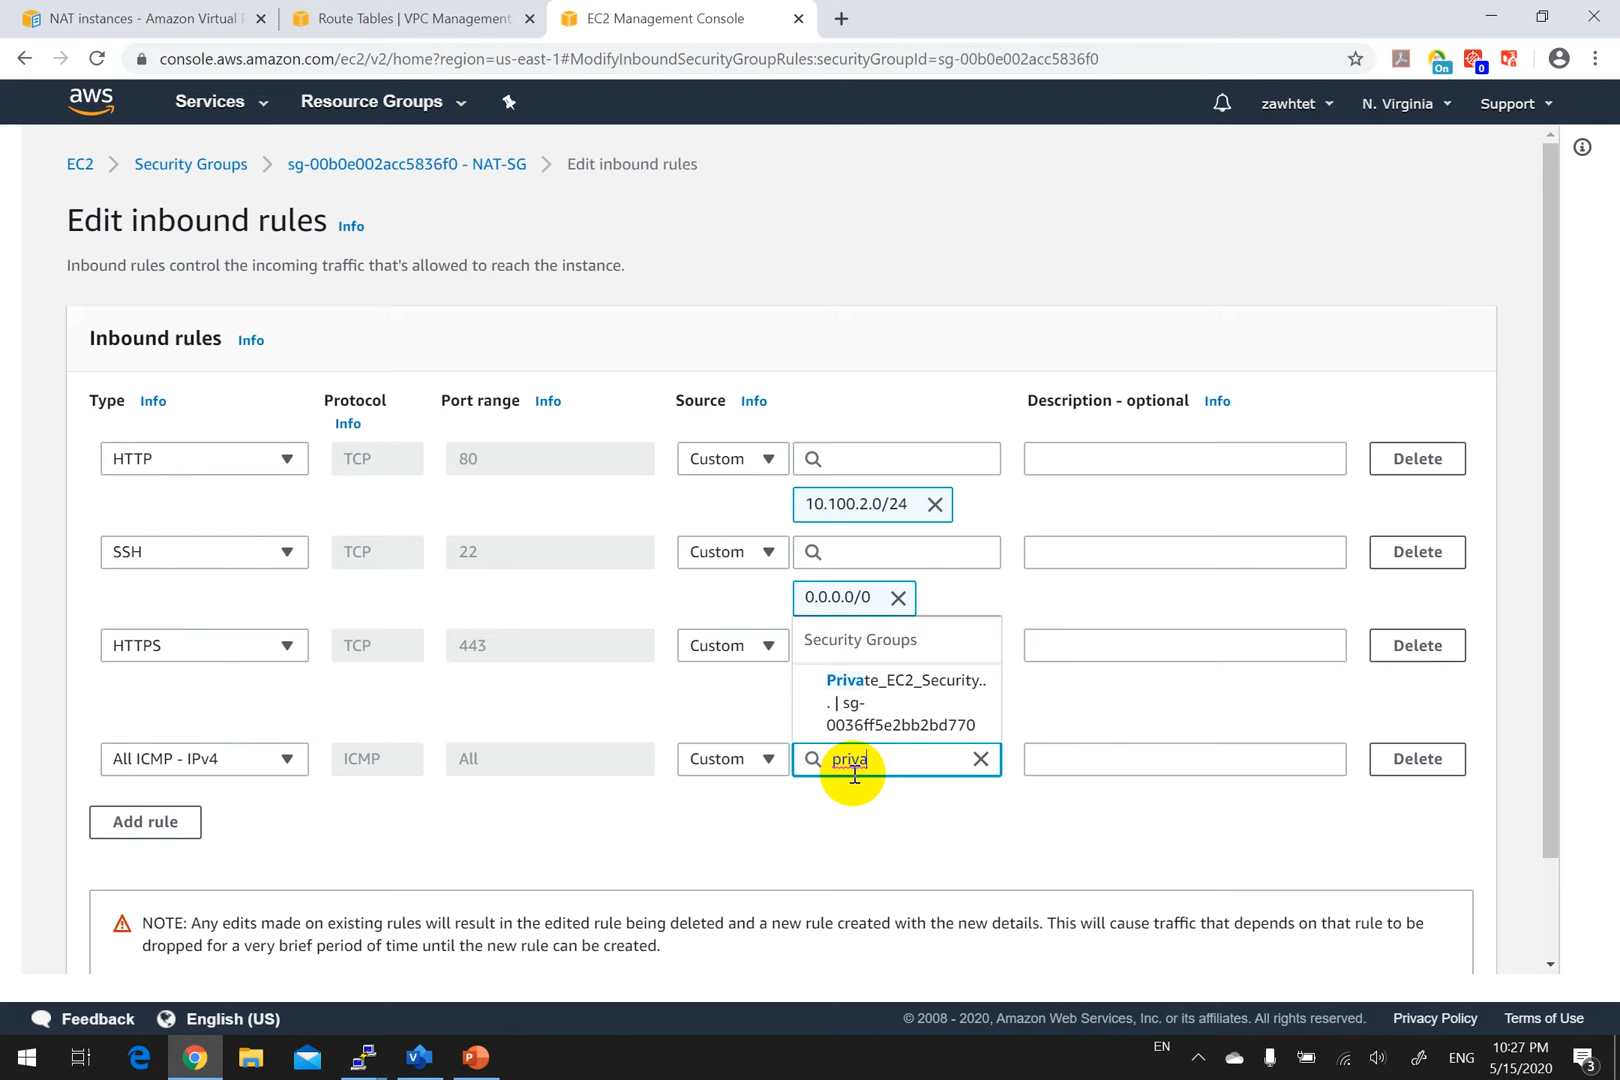 NAT instances - Amazon Virtual
Route Tables | VPC Management
EC2 Management Console
console.aws.amazon.com/ec2/v2/home?region=us-east-1#ModifyInboundSecurityGroupRules:securityGroupId=sg-00b0e002acc5836f0
On
0
aws
Services
Resource Groups
zawhtet
N. Virginia
Support
EC2
Security Groups
sg-00b0e002acc5836f0 - NAT-SG
Edit inbound rules
Edit inbound rules Info
Inbound rules control the incoming traffic that's allowed to reach the instance.
Inbound rules Info
Type Info
Protocol Info
Port range Info
Source Info
Description - optional Info
HTTP TCP 80 Custom Delete
10.100.2.0/24
SSH TCP 22 Custom Delete
0.0.0.0/0
HTTPS TCP 443 Custom Delete
Security Groups
Private_EC2_Security..
. | sg-
0036ff5e2bb2bd770
All ICMP - IPv4 ICMP All Custom priva Delete
Add rule
NOTE: Any edits made on existing rules will result in the edited rule being deleted and a new rule created with the new details. This will cause traffic that depends on that rule to be
dropped for a very brief period of time until the new rule can be created.
Feedback
English (US)
© 2008 - 2020, Amazon Web Services, Inc. or its affiliates. All rights reserved.
Privacy Policy
Terms of Use
EN
ENG
10:27 PM
5/15/2020
3